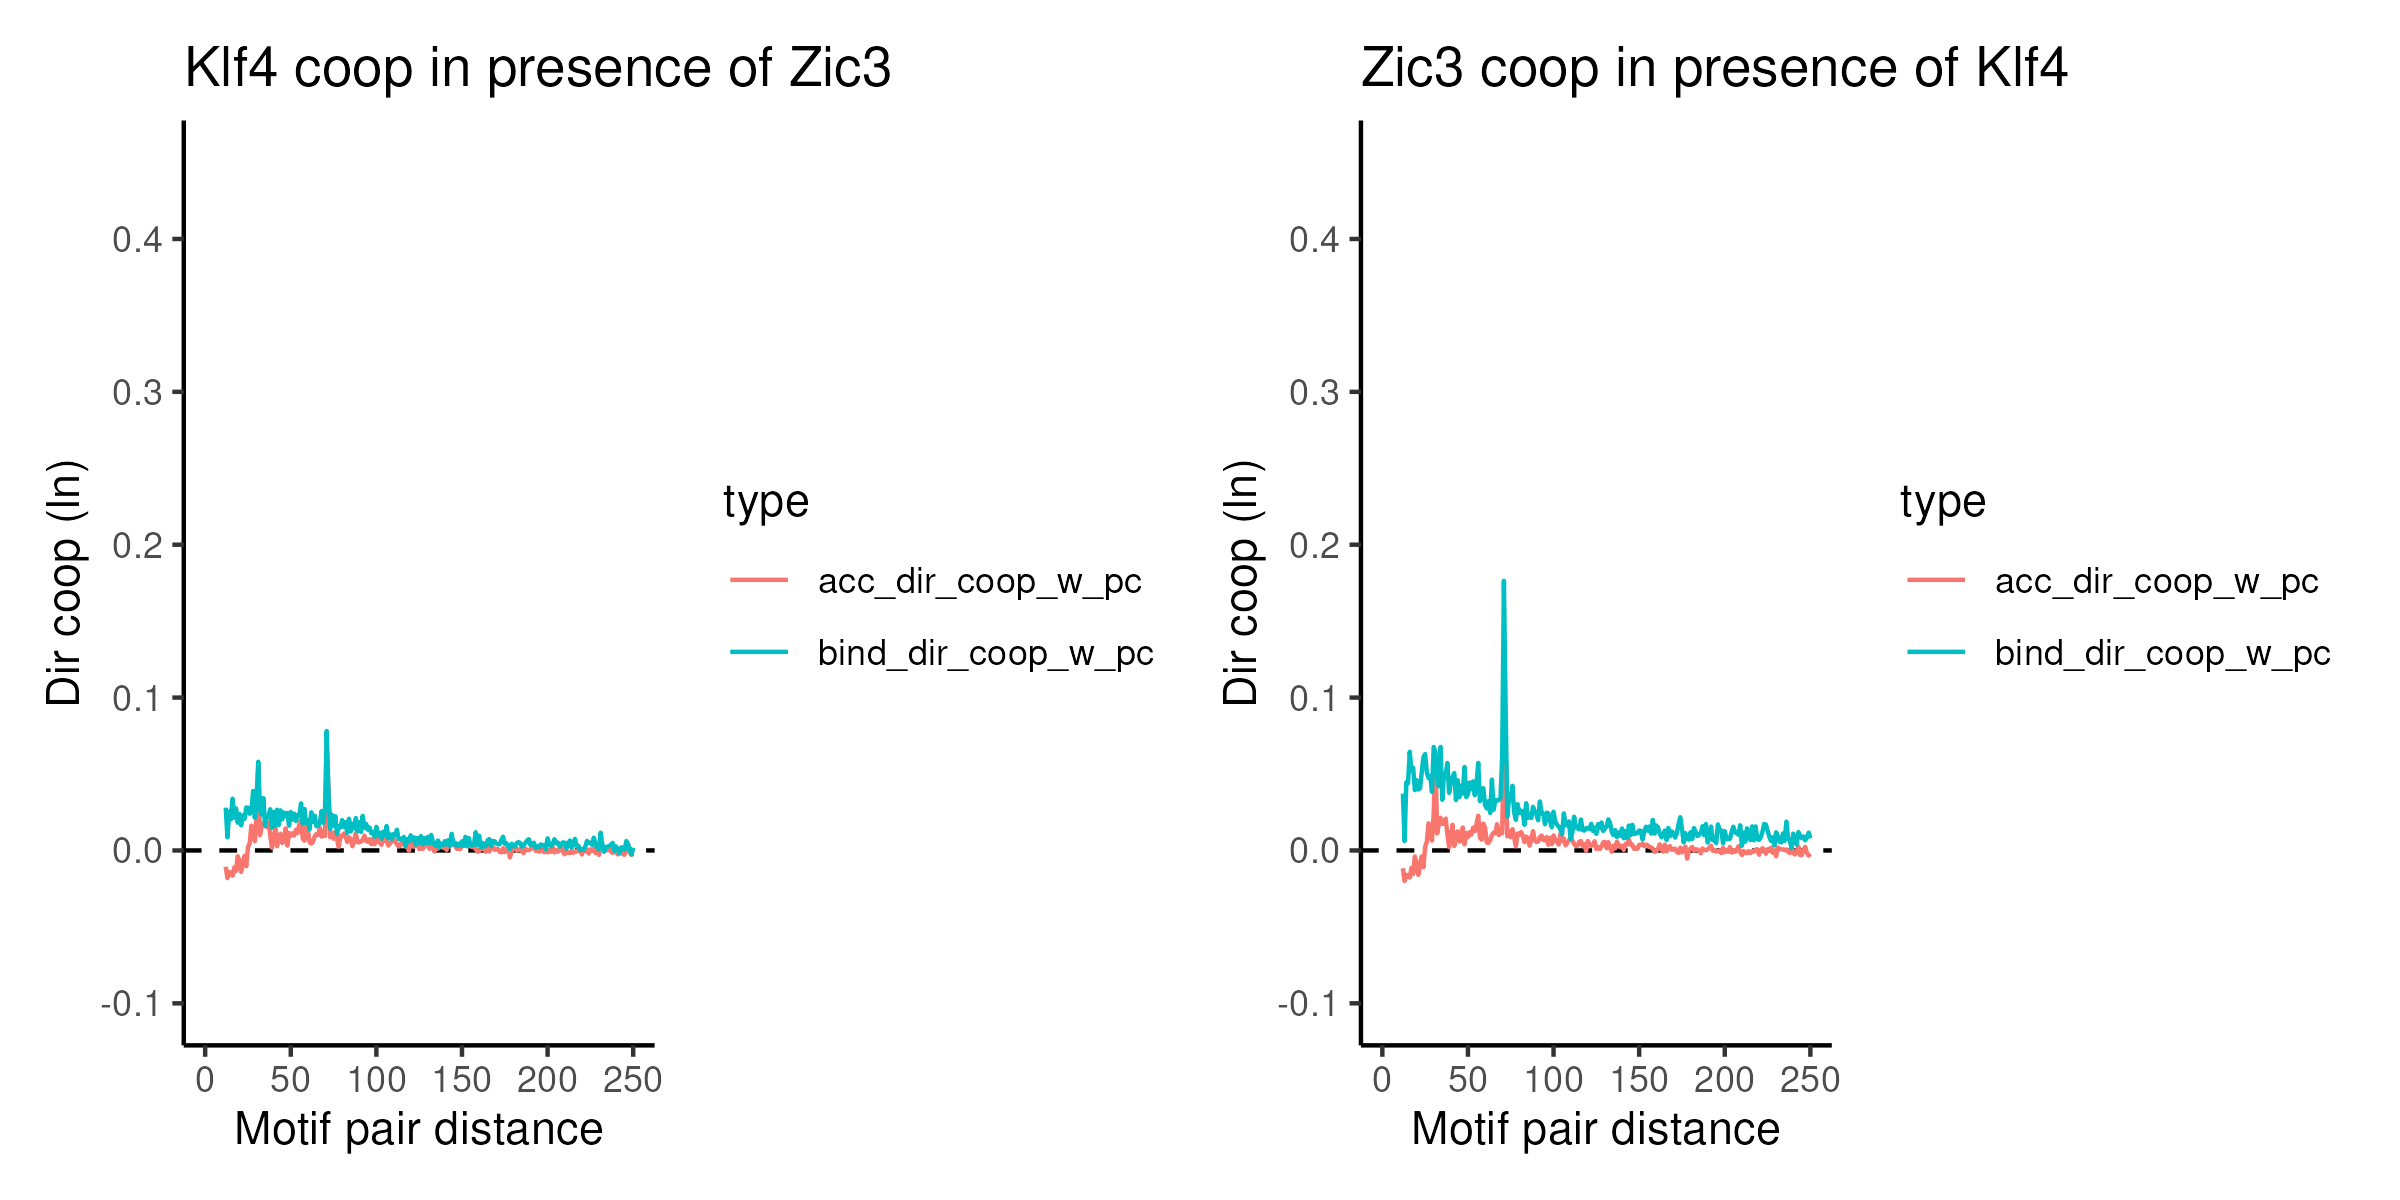 Klf4 coop in presence of Zic3
Dir coop (ln)
0.4
0.3
0.2
0.1
0.0
-0.1
0 50 100 150 200 250
Motif pair distance
type
acc_dir_coop_w_pc
bind_dir_coop_w_pc
Zic3 coop in presence of Klf4
Dir coop (ln)
0.4
0.3
0.2
0.1
0.0
-0.1
0 50 100 150 200 250
Motif pair distance
type
acc_dir_coop_w_pc
bind_dir_coop_w_pc